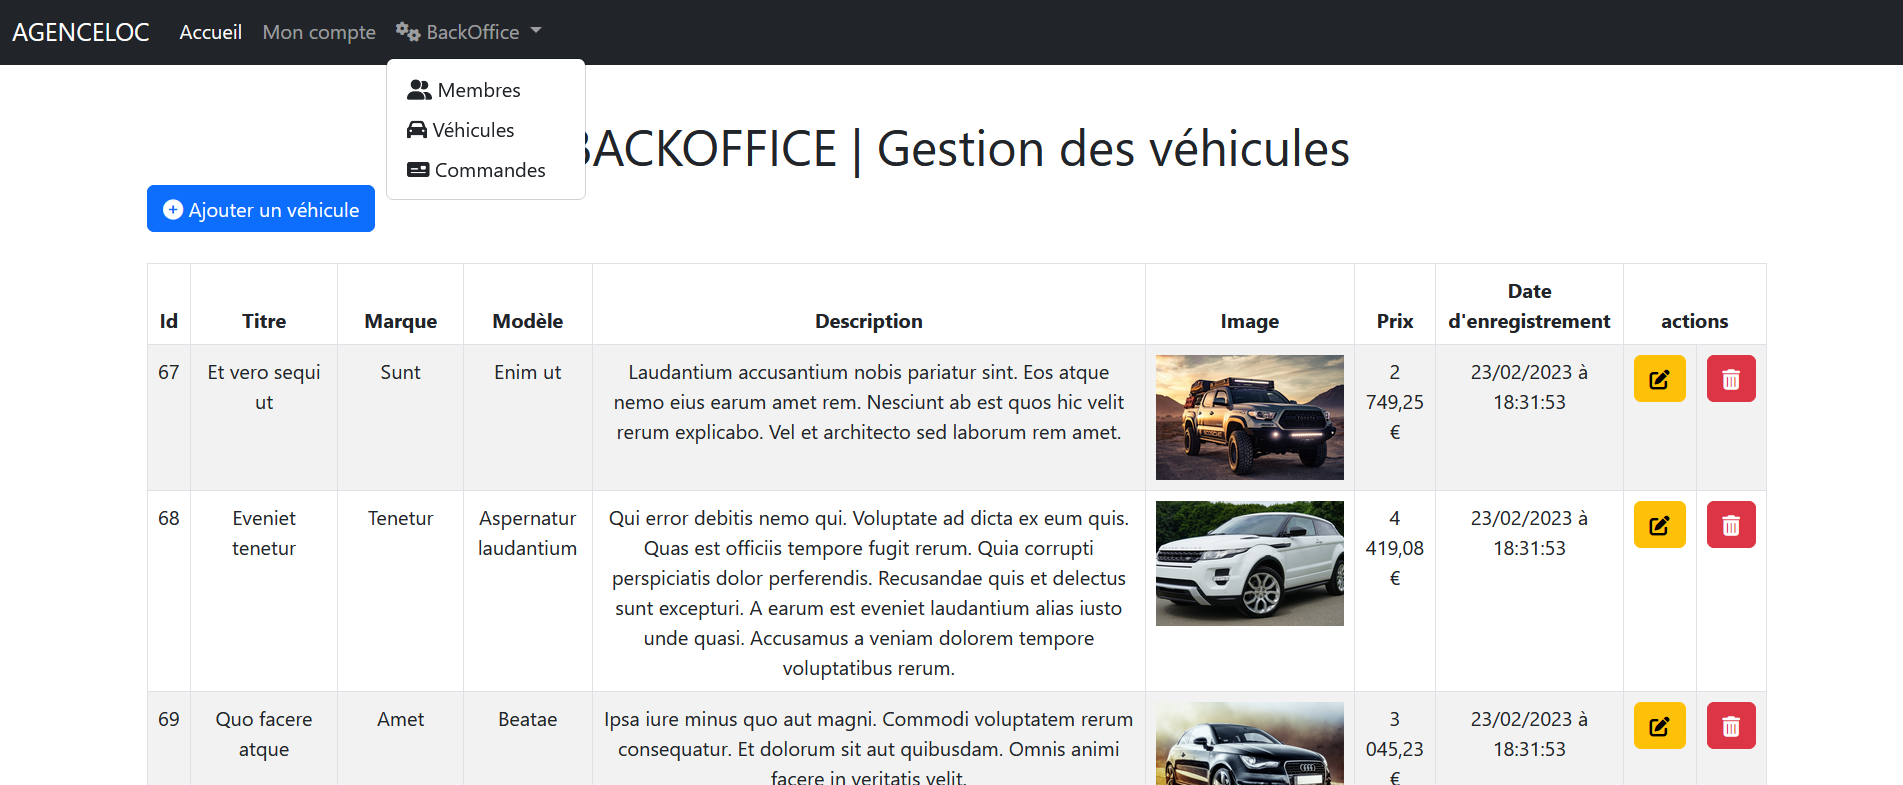 AGENCELOC Accueil Mon compte BackOffice
Membres
Véhicules
Commandes
BACKOFFICE | Gestion des véhicules
Ajouter un véhicule
Id Titre Marque Modèle Description Image Prix Date d'enregistrement actions
67 Et vero sequi ut Sunt Enim ut
Laudantium accusantium nobis pariatur sint. Eos atque
nemo eius earum amet rem. Nesciunt ab est quos hic velit
rerum explicabo. Vel et architecto sed laborum rem amet.
TOYOTA
2 749,25 €
23/02/2023 à 18:31:53
68 Eveniet tenetur Tenetur Aspernatur laudantium
Qui error debitis nemo qui. Voluptate ad dicta ex eum quis.
Quas est officiis tempore fugit rerum. Quia corrupti
perspiciatis dolor perferendis. Recusandae quis et delectus
sunt excepturi. A earum est eveniet laudantium alias iusto
unde quasi. Accusamus a veniam dolorem tempore
voluptatibus rerum.
4 419,08 €
23/02/2023 à 18:31:53
69 Quo facere atque Amet Beatae
Ipsa iure minus quo aut magni. Commodi voluptatem rerum
consequatur. Et dolorum sit aut quibusdam. Omnis animi
facere in veritatis velit.
3 045,23 €
23/02/2023 à 18:31:53